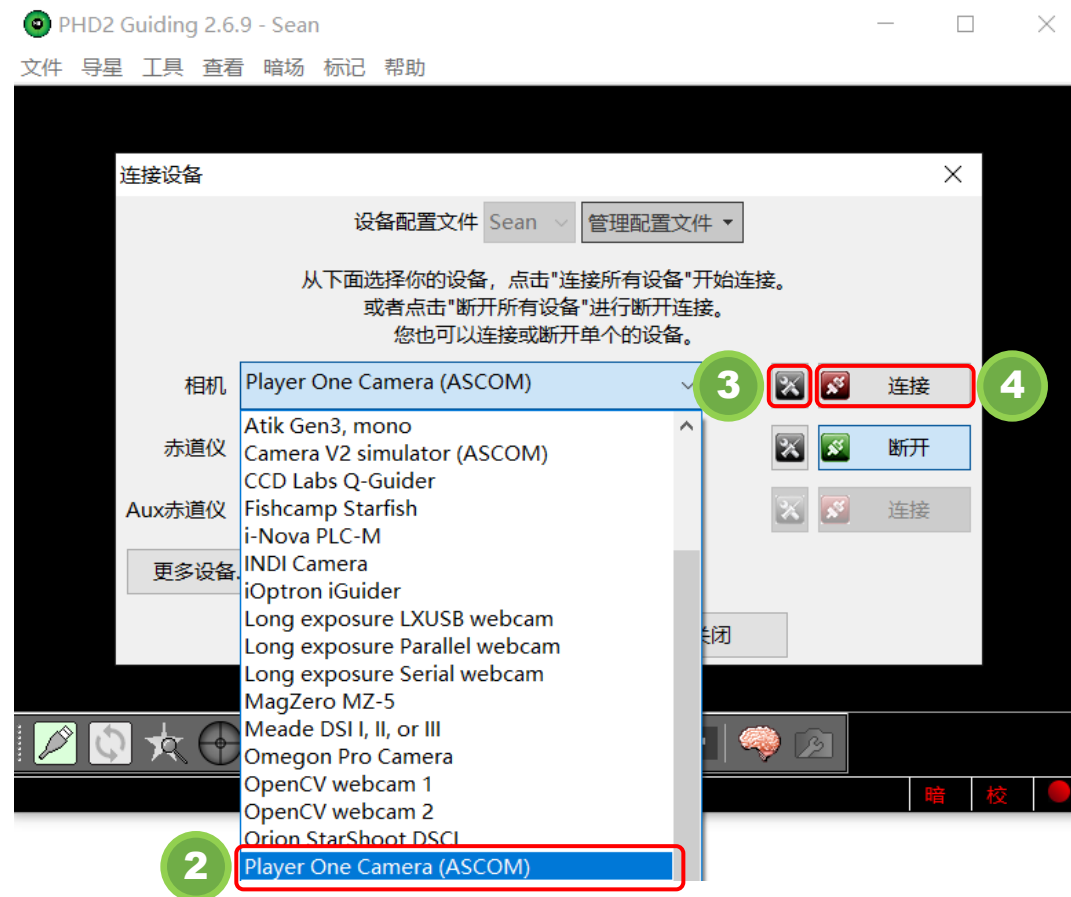 PHD2 Guiding 2.6.9 - Sean
文件 导星 工具 查看 暗场 标记 帮助
连接设备
设备配置文件 Sean 管理配置文件
从下面选择你的设备，点击"连接所有设备"开始连接。
或者点击"断开所有设备"进行断开连接。
您也可以连接或断开单个的设备。
相机 Player One Camera (ASCOM) 3 连接 4
Atik Gen3, mono
赤道仪 Camera V2 simulator (ASCOM) 断开
CCD Labs Q-Guider
Aux赤道仪 Fishcamp Starfish 连接
i-Nova PLC-M
更多设备. INDI Camera
iOptron iGuider
Long exposure LXUSB webcam
关闭
Long exposure Parallel webcam
Long exposure Serial webcam
MagZero MZ-5
Meade DSI I, II, or III
Omegon Pro Camera
OpenCV webcam 1
暗 校
OpenCV webcam 2
Orion StarShoot DSCI
2 Player One Camera (ASCOM)